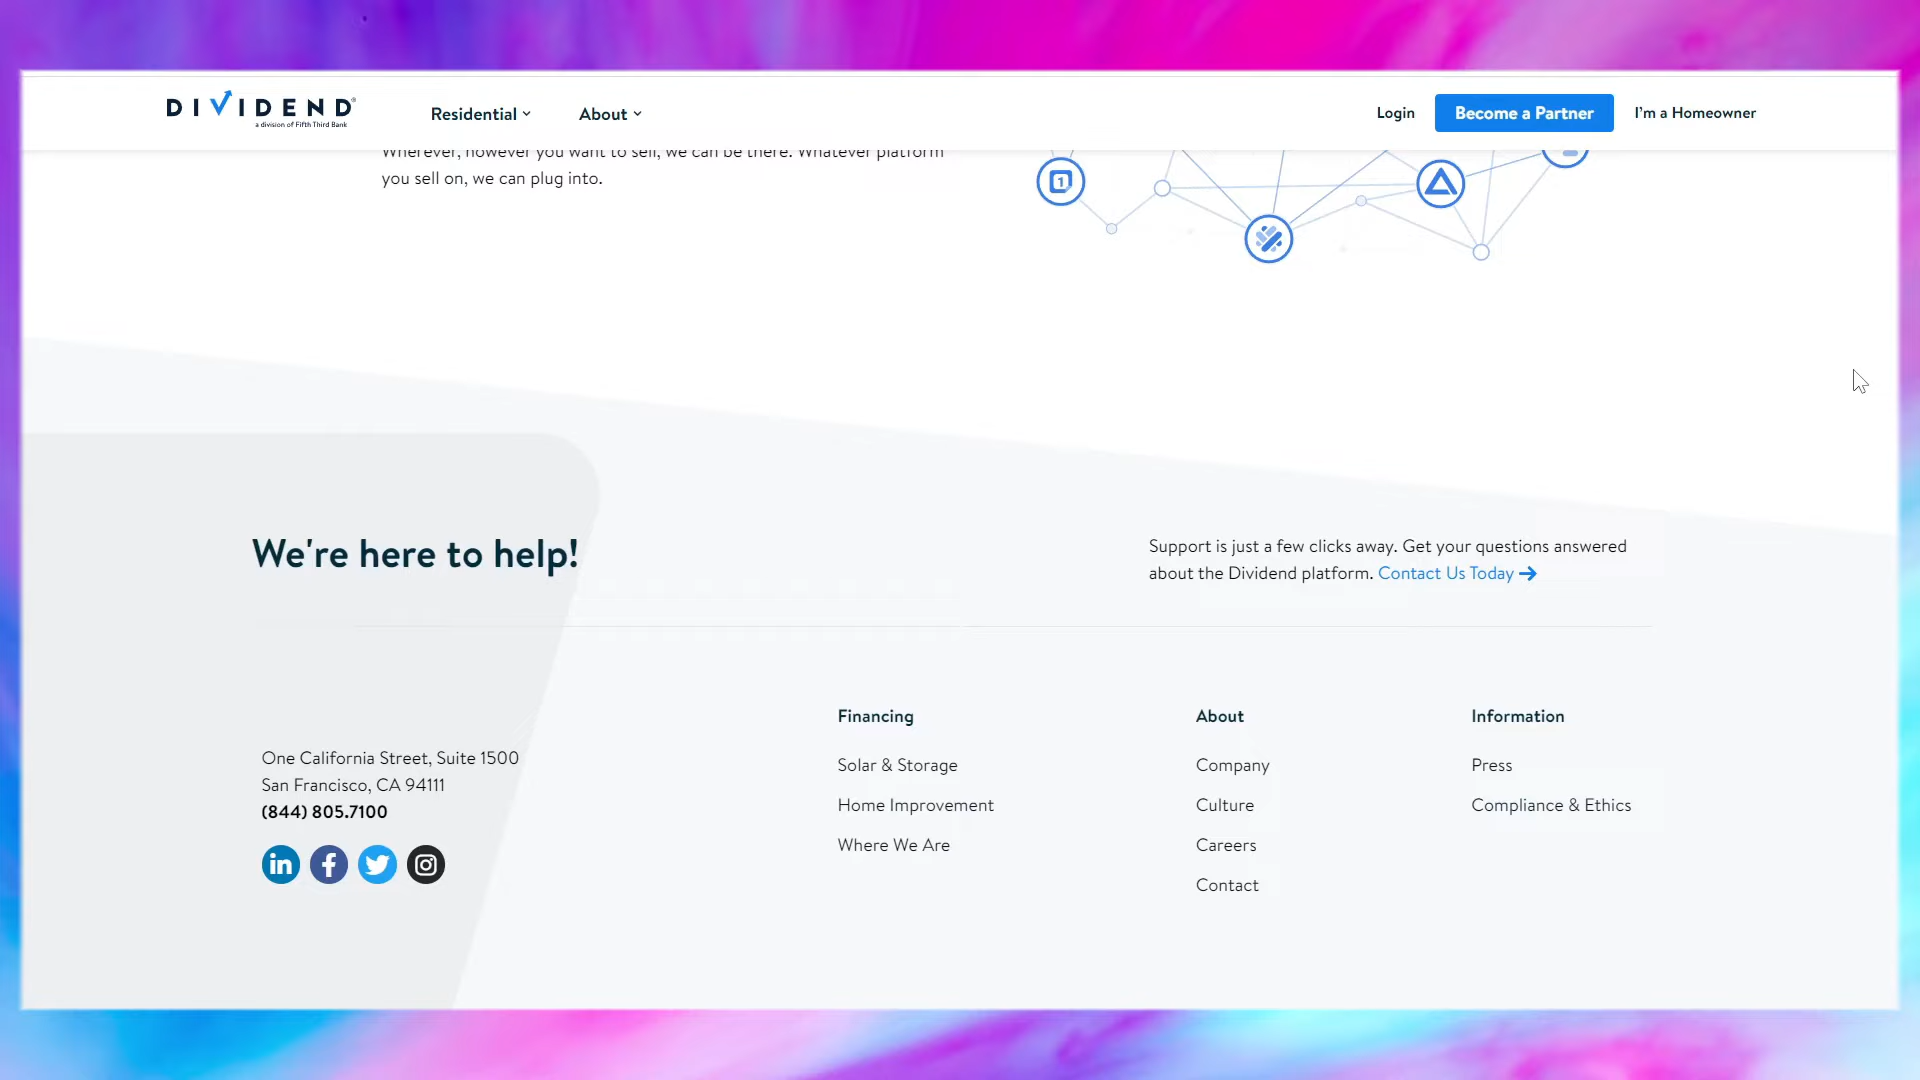 DIVIDEND®
a division of Fifth Third Bank
Residential
About
Login
Become a Partner
I'm a Homeowner
Wherever, however you want to sell, we can be there. Whatever platform
you sell on, we can plug into.
1
We're here to help!
Support is just a few clicks away. Get your questions answered
about the Dividend platform. Contact Us Today →
One California Street, Suite 1500
San Francisco, CA 94111
(844) 805.7100
in
f
Financing
Solar & Storage
Home Improvement
Where We Are
About
Company
Culture
Careers
Contact
Information
Press
Compliance & Ethics